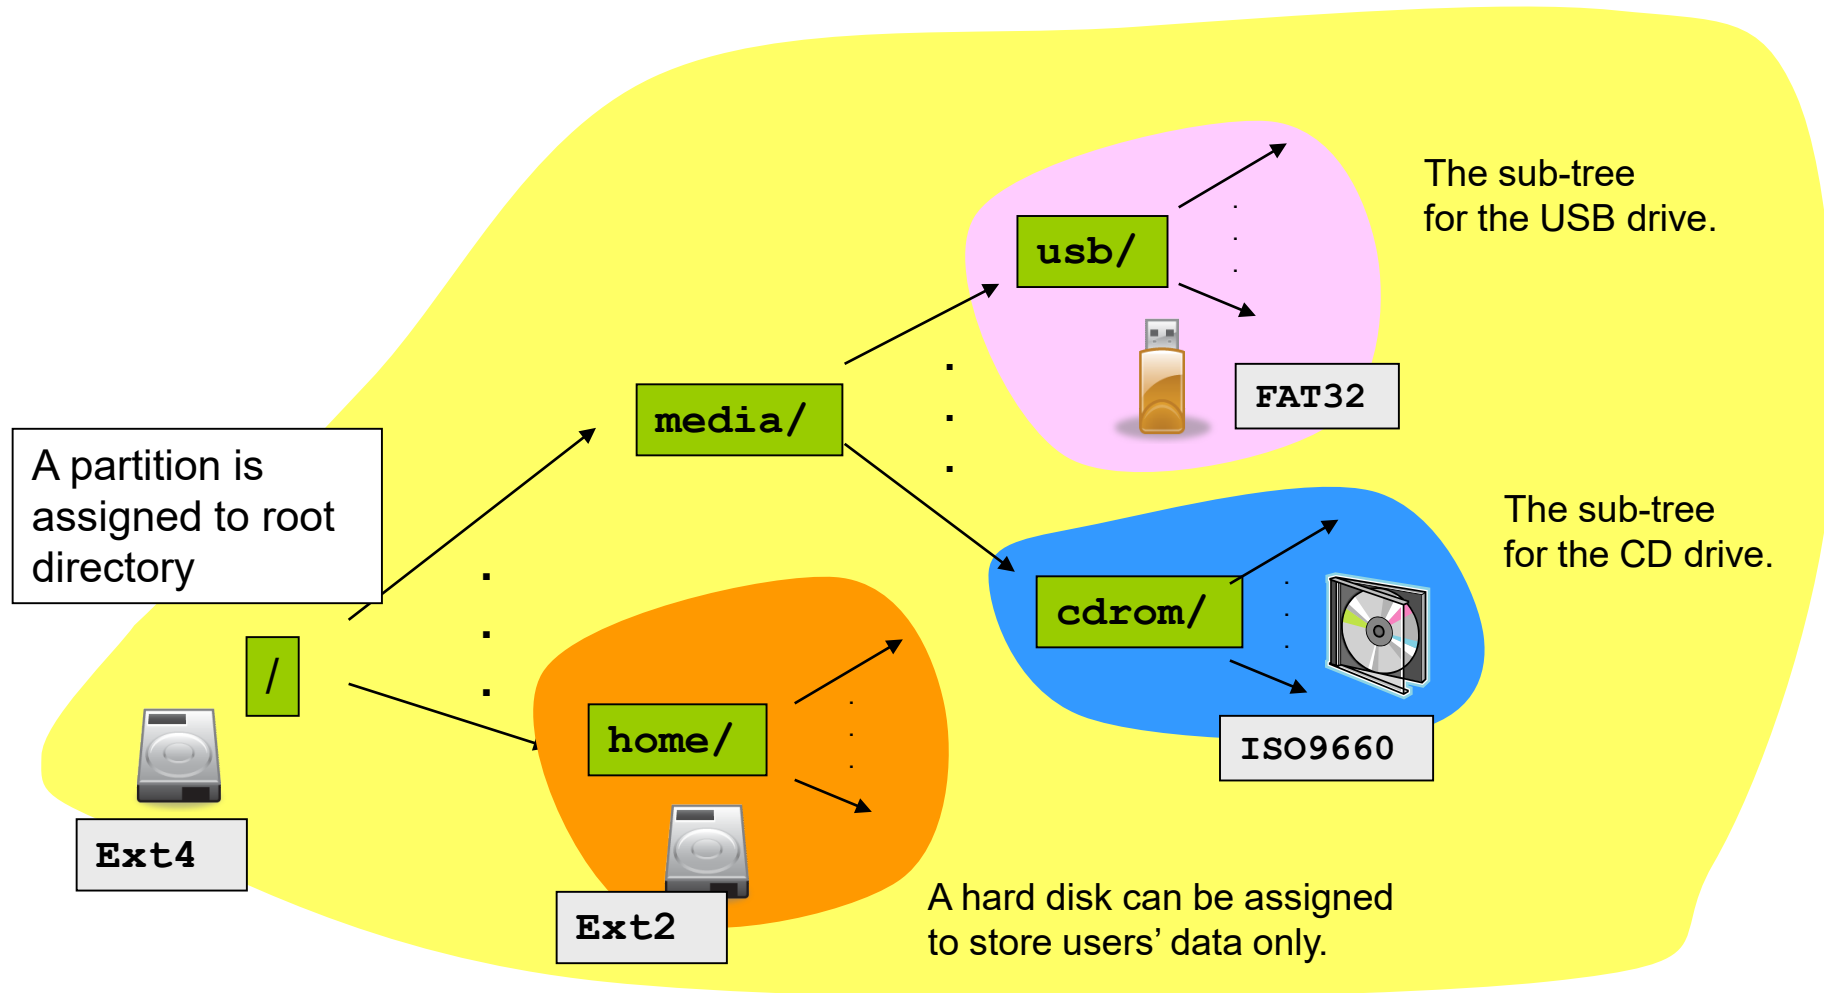 The sub-tree
for the USB drive.
usb/
FAT32
media/
A partition is
assigned to root
directory
The sub-tree
for the CD drive.
cdrom/
/
home/
ISO9660
Ext4
Ext2
A hard disk can be assigned
to store users’ data only.